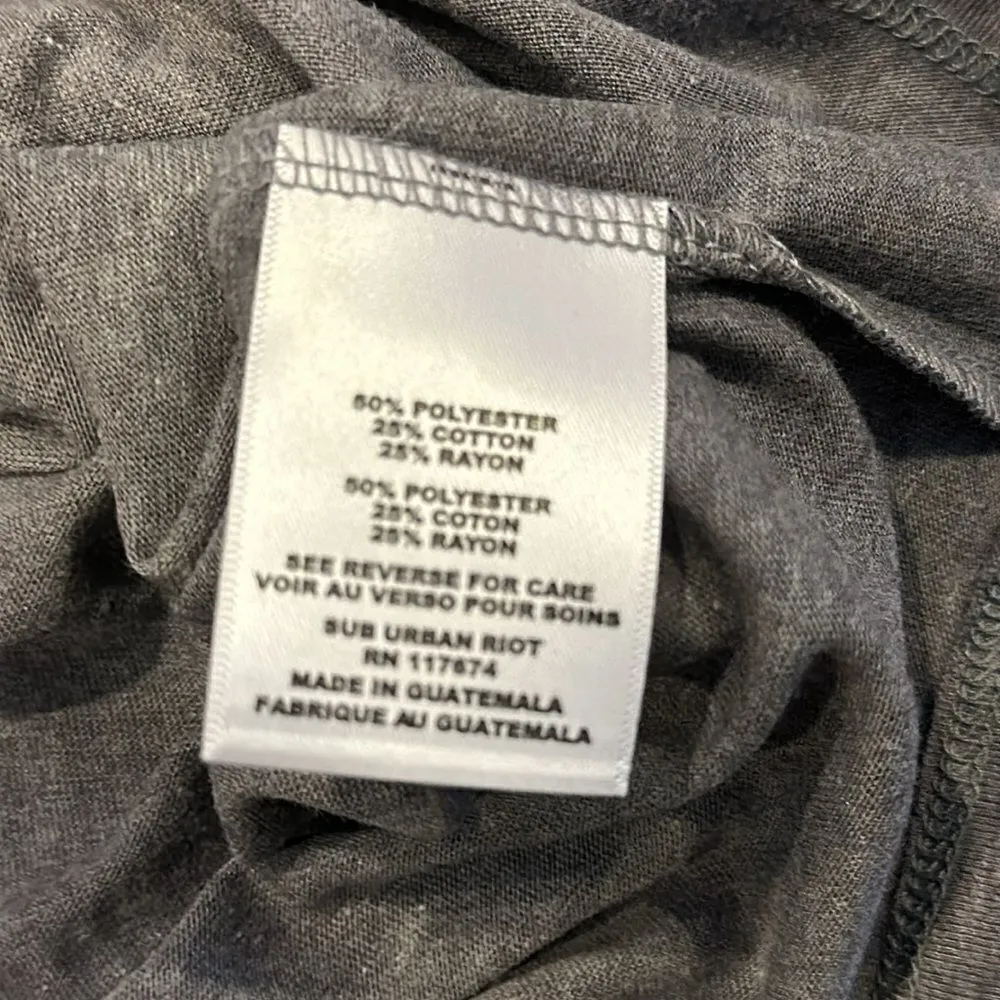 50% POLYESTER
25% COTTON
25% RAYON
50% POLYESTER
25% COTON
25% RAYON
SEE REVERSE FOR CARE
VOIR AU VERSO POUR SOINS
SUB URBAN RIOT
RN 117674
MADE IN GUATEMALA
FABRIQUE AU GUATEMALA